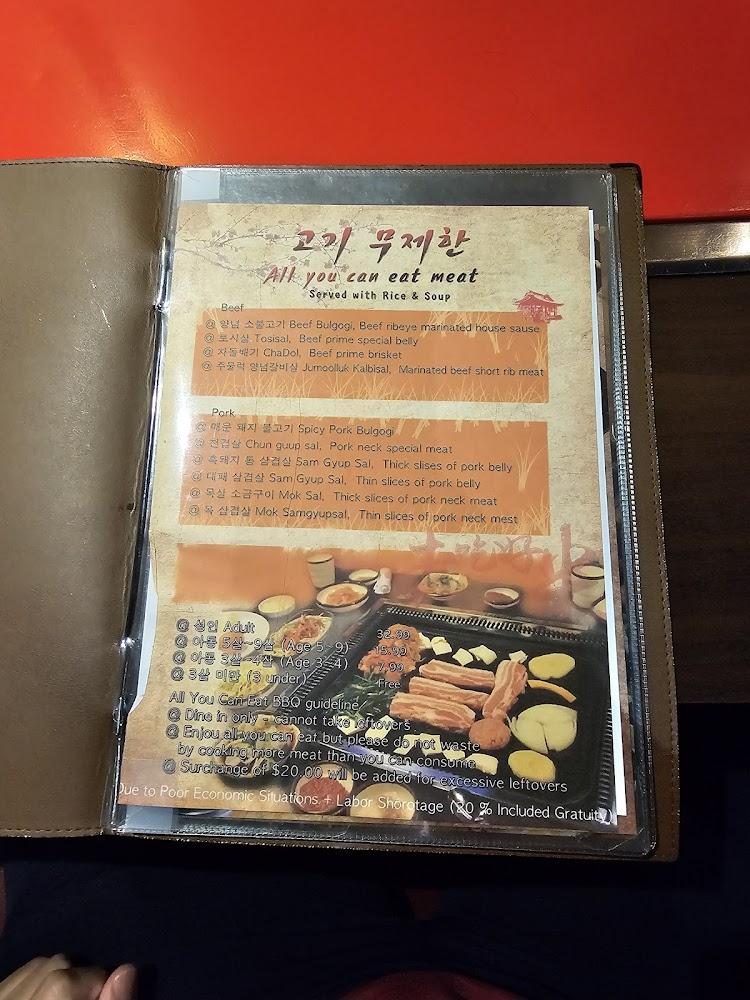 고기 무제한
All you can eat meat
Served with Rice & Soup
Beef
@ 양념 소불고기 Beef Bulgogi, Beef ribeye marinated house sause
@ 토시살 Tosisal, Beef prime special belly
@ 차돌배기 ChaDol, Beef prime brisket
@ 주물럭 양념갈비살 Jumoolluk Kalbisal, Marinated beef short rib meat
Pork
@ 매운 돼지 불고기 Spicy Pork Bulgogi
@ 천겹살 Chun guup sal, Pork neck special meat
@ 흑돼지 통 삼겹살 Sam Gyup Sal, Thick slises of pork belly
@ 대패 삼겹살 Sam Gyup Sal, Thin slices of pork belly
@ 목살 소금구이 Mok Sal, Thick slices of pork neck meat
@ 목 삼겹살 Mok Samgyupsal, Thin slices of pork neck mest
@ 성인 Adult 32.99
@ 아동 5살~9살 (Age 5~9) 15.99
@ 아동 3살~4살 (Age 3~4) 7.99
@ 3살 미만 (3 under) Free
All You Can Eat BBQ guideline
@ Dine in only - cannot take leftovers
@ Enjou all you can eat but please do not waste
by cooking more meat than you can consume
@ Surchange of $20.00 will be added for excessive leftovers
Due to Poor Economic Situations + Labor Shorotage (20 % Included Gratuity)